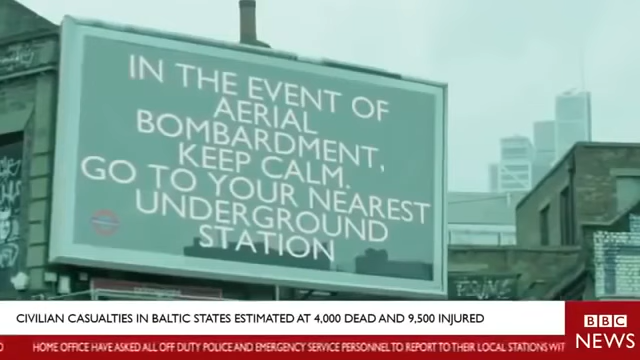 IN THE EVENT OF
AERIAL
BOMBARDMENT,
KEEP CALM.
GO TO YOUR NEAREST
UNDERGROUND
STATION
CIVILIAN CASUALTIES IN BALTIC STATES ESTIMATED AT 4,000 DEAD AND 9,500 INJURED
BBC
NEWS
HOME OFFICE HAVE ASKED ALL OFF DUTY POLICE AND EMERGENCY SERVICE PERSONNEL TO REPORT TO THEIR LOCAL STATIONS WIT